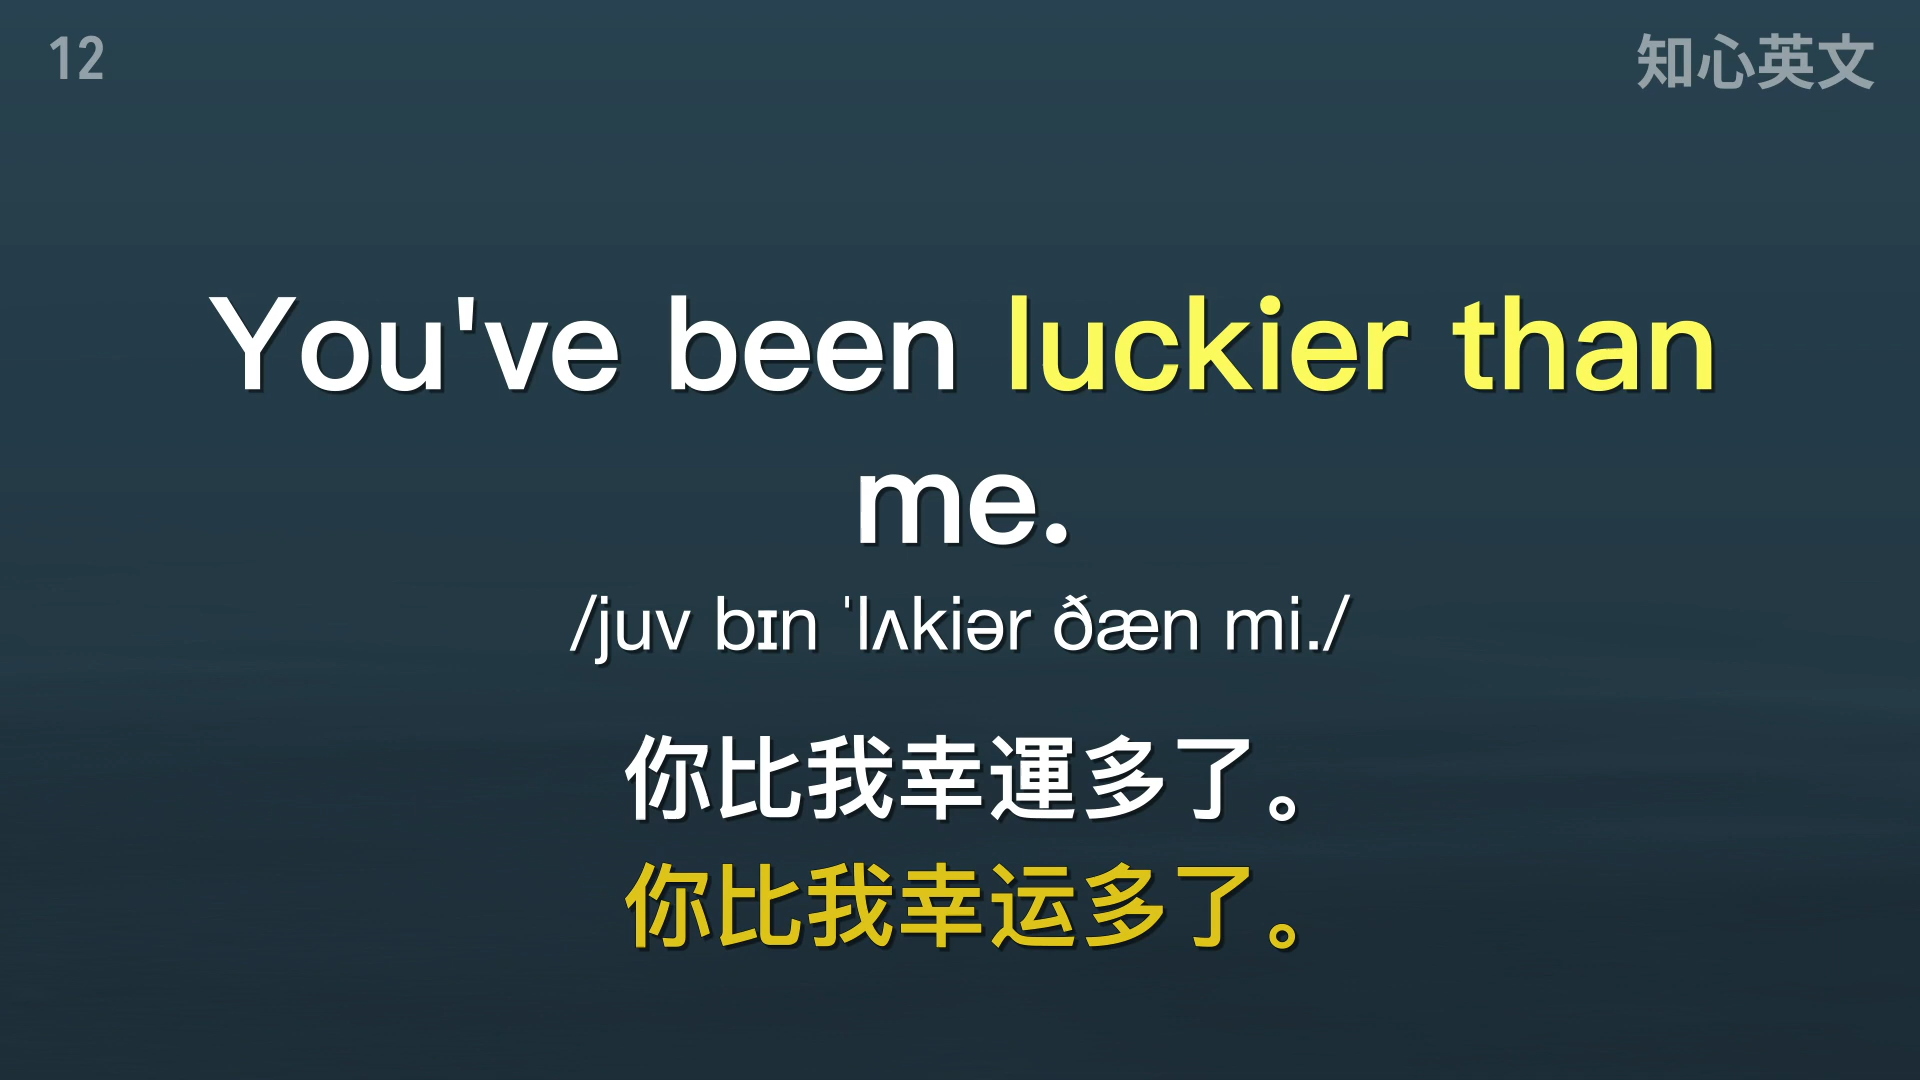 12
知心英文
You've been luckier than
me.
/juv bɪn ˈlʌkiər ðæn mi./
你比我幸運多了。
你比我幸运多了。